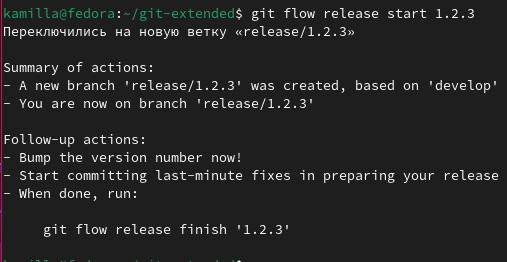 kamilla@fedora:~/git-extended$ git flow release start 1.2.3
Переключились на новую ветку «release/1.2.3»
Summary of actions:
- A new branch 'release/1.2.3' was created, based on 'develop'
- You are now on branch 'release/1.2.3'
Follow-up actions:
- Bump the version number now!
- Start committing last-minute fixes in preparing your release
- When done, run:
git flow release finish '1.2.3'